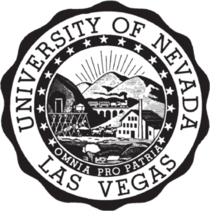 UNIVERSITY OF NEVADA
OMNIA PRO PATRIA
LAS VEGAS